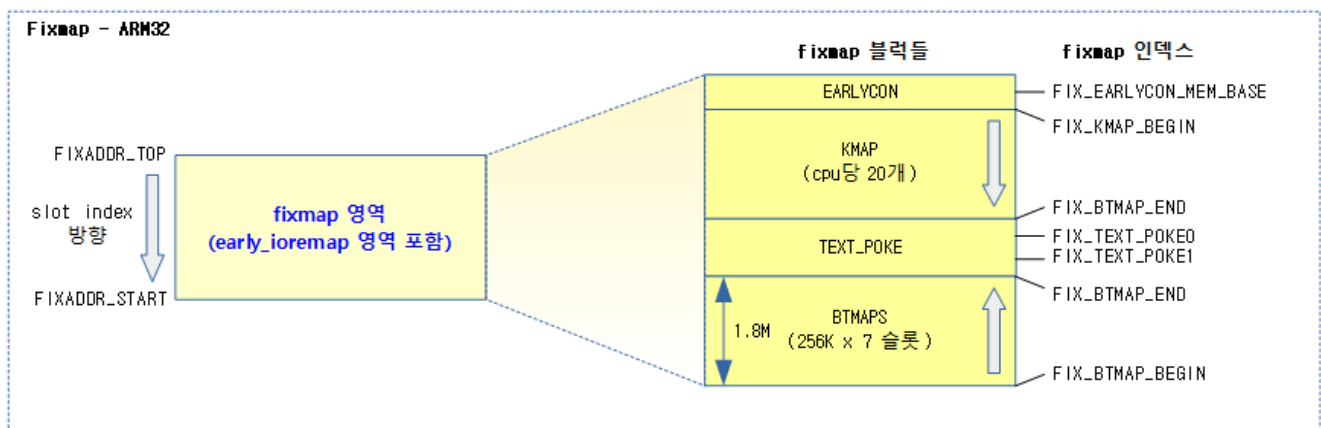 Fixmap - ARM32
fixmap 블럭들
fixmap 인덱스
EARLYCON
FIX_EARLYCON_MEM_BASE
FIX_KMAP_BEGIN
FIXADDR_TOP
KMAP
(cpu당 20개)
slot index
방향
fixmap 영역
(early_ioremap 영역 포함)
FIX_BTMAP_END
FIX_TEXT_POKE0
TEXT_POKE
FIX_TEXT_POKE1
FIXADDR_START
FIX_BTMAP_END
1.8M
BTMAPS
(256K x 7 슬롯)
FIX_BTMAP_BEGIN